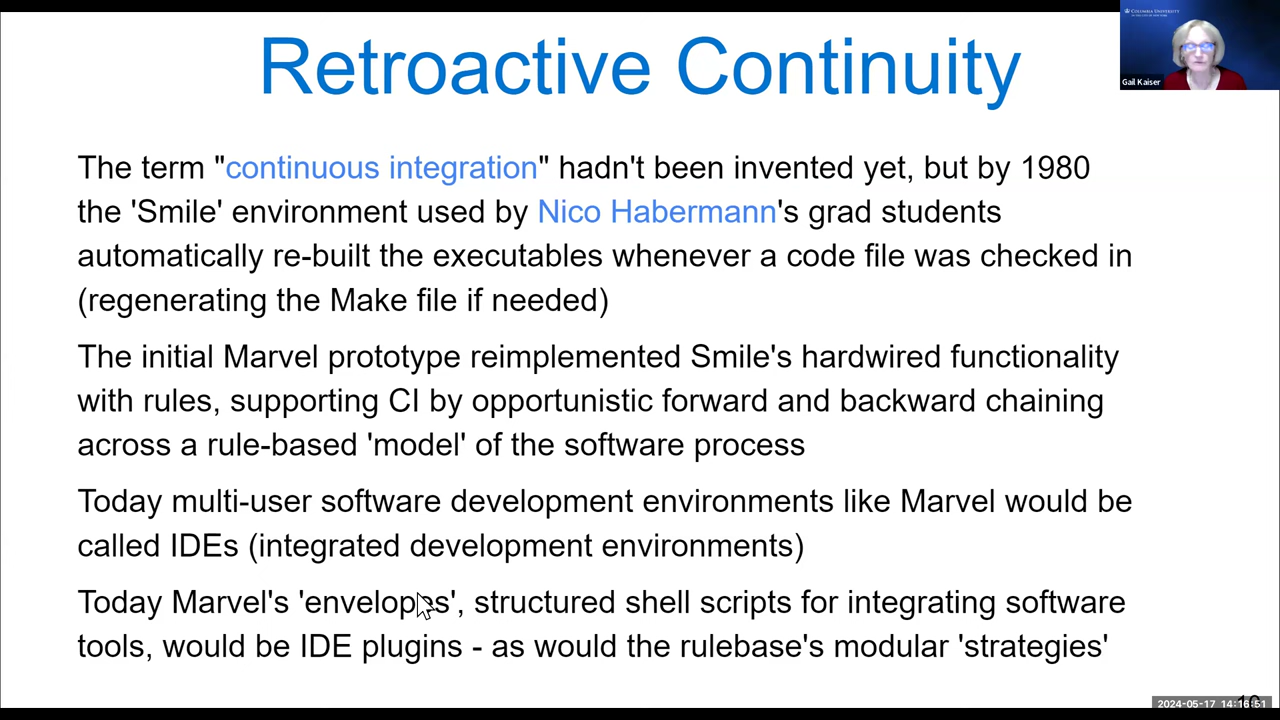 Retroactive Continuity
COLUMBIA UNIVERSITY
Gail Kaiser
The term "continuous integration" hadn't been invented yet, but by 1980
the 'Smile' environment used by Nico Habermann's grad students
automatically re-built the executables whenever a code file was checked in
(regenerating the Make file if needed)
The initial Marvel prototype reimplemented Smile's hardwired functionality
with rules, supporting CI by opportunistic forward and backward chaining
across a rule-based 'model' of the software process
Today multi-user software development environments like Marvel would be
called IDEs (integrated development environments)
Today Marvel's 'envelopes', structured shell scripts for integrating software
tools, would be IDE plugins - as would the rulebase's modular 'strategies'
2024-05-17 14:16:51